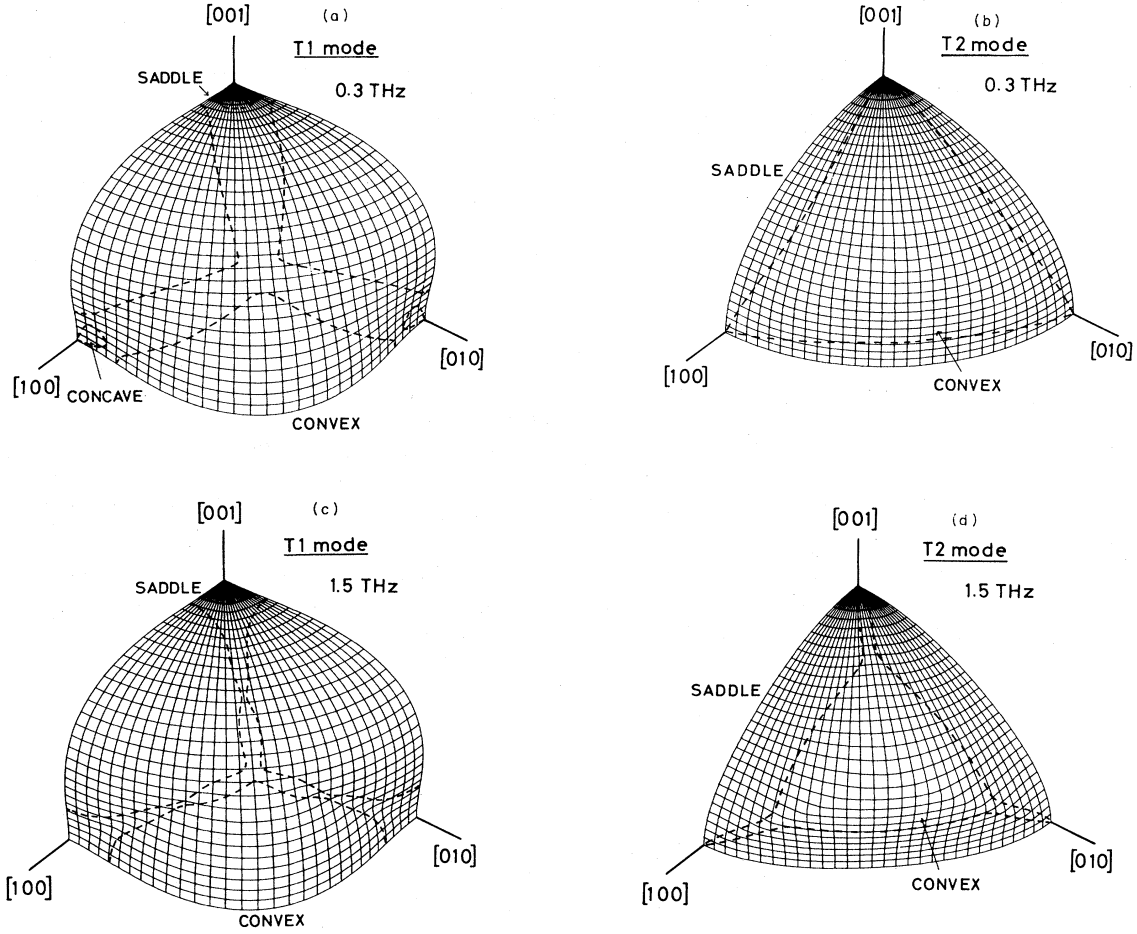 [001]
(a)
T1 mode
SADDLE
0.3 THz
[100]
CONCAVE
[010]
CONVEX
[001]
(b)
T2 mode
0.3 THz
SADDLE
[100]
CONVEX
[010]
[001]
(c)
T1 mode
SADDLE
1.5 THz
[100]
[010]
CONVEX
[001]
(d)
T2 mode
1.5 THz
SADDLE
[100]
CONVEX
[010]